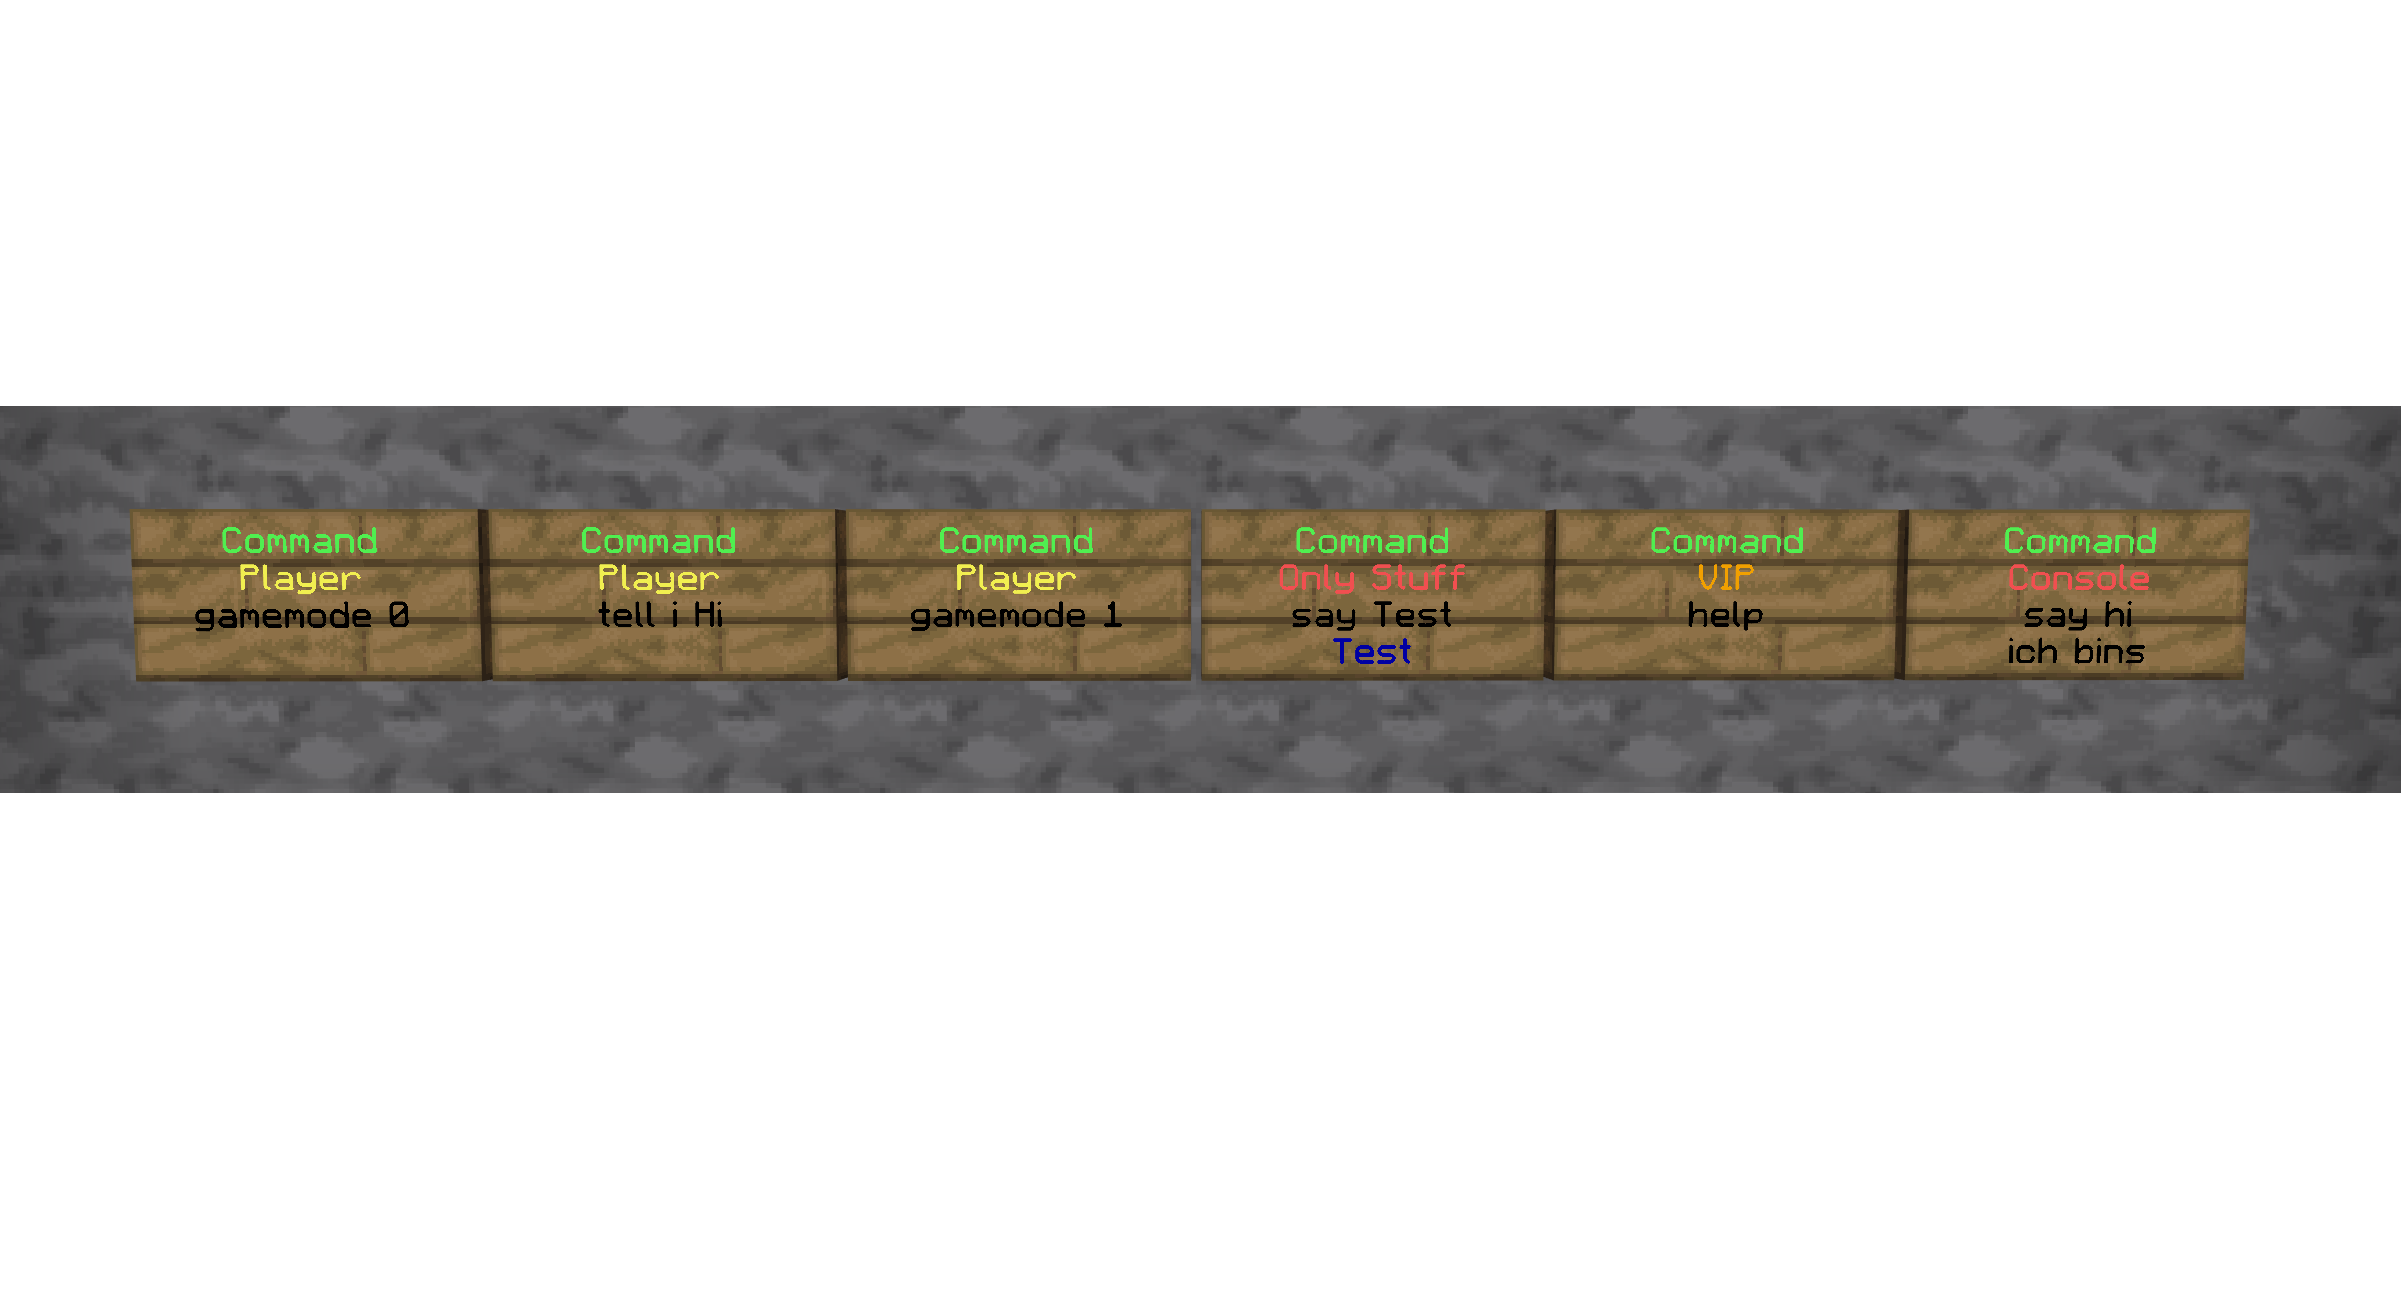 Command
Player
gamemode 0
Command
Player
tell i Hi
Command
Player
gamemode 1
Command
Only Stuff
say Test
Test
Command
VIP
help
Command
Console
say hi
ich bins